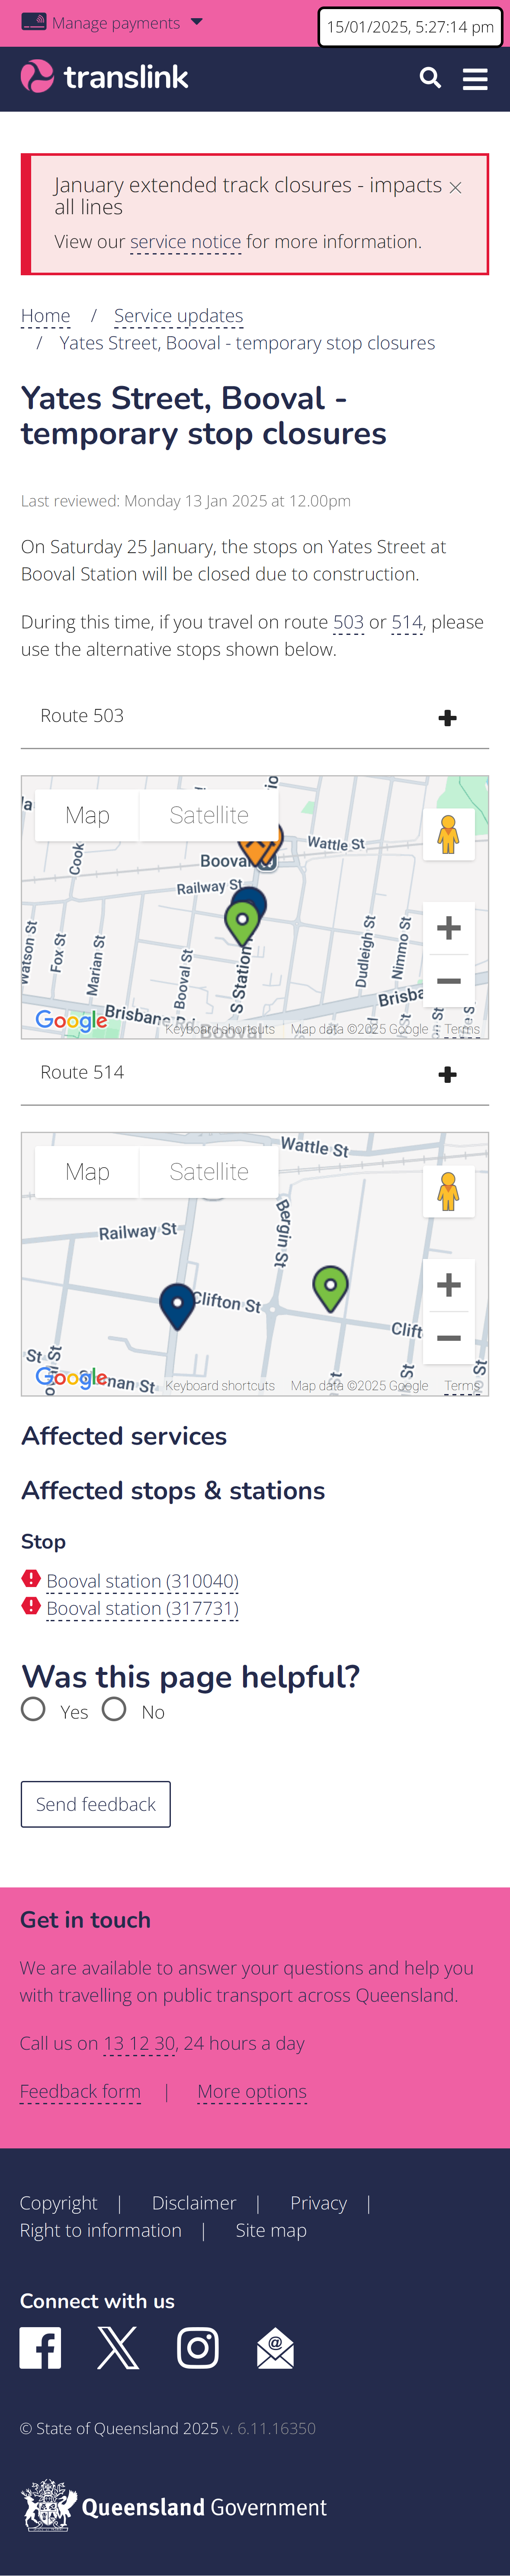 Manage payments
15/01/2025, 5:27:14 pm
translink
January extended track closures - impacts
all lines
View our service notice for more information.
Home / Service updates
/ Yates Street, Booval - temporary stop closures
Yates Street, Booval -
temporary stop closures
Last reviewed: Monday 13 Jan 2025 at 12.00pm
On Saturday 25 January, the stops on Yates Street at
Booval Station will be closed due to construction.
During this time, if you travel on route 503 or 514, please
use the alternative stops shown below.
Route 503
Map Satellite
Wattle St
Cook
Booval
Railway St
Watson St
Fox St
Marian St
Booval St
S Station
Dudleigh St
Nimmo St
Brisbane
Brisba
Booval
Google
Keyboard shortcuts Map data ©2025 Google Terms
Route 514
Map Satellite
Wattle St
Bergin St
Railway St
Clifton St
Clift
St
nan St
St
St
Google
Keyboard shortcuts Map data ©2025 Google Terms
Affected services
Affected stops & stations
Stop
Booval station (310040)
Booval station (317731)
Was this page helpful?
Yes No
Send feedback
Get in touch
We are available to answer your questions and help you
with travelling on public transport across Queensland.
Call us on 13 12 30, 24 hours a day
Feedback form | More options
Copyright | Disclaimer | Privacy |
Right to information | Site map
Connect with us
© State of Queensland 2025 v. 6.11.16350
Queensland Government